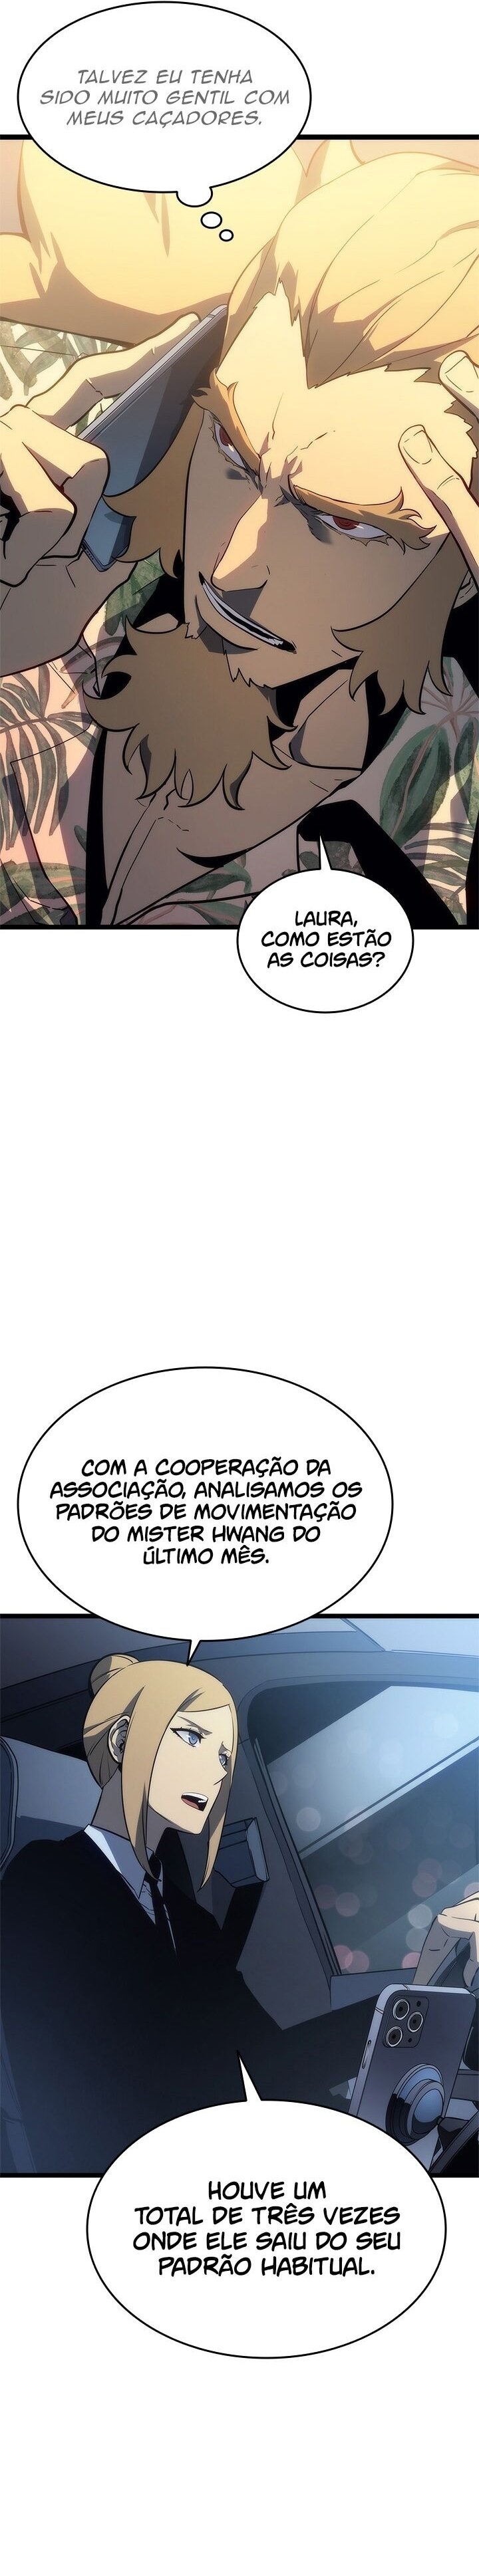 TALVEZ EU TENHA
SIDO MUITO GENTIL COM
MEUS CAÇADORES.
LAURA,
COMO ESTÃO
AS COISAS?
COM A COOPERAÇÃO DA
ASSOCIAÇÃO, ANALISAMOS OS
PADRÕES DE MOVIMENTAÇÃO
DO MISTER HWANG DO
ÚLTIMO MÊS.
HOUVE UM
TOTAL DE TRÊS VEZES
ONDE ELE SAIU DO SEU
PADRÃO HABITUAL.